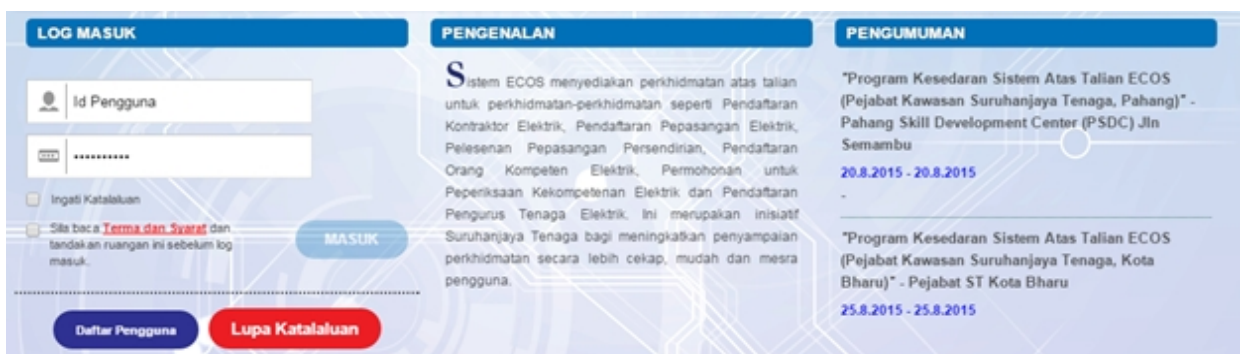 LOG MASUK
Id Pengguna
••••••••••
Ingati Katalaluan
Sila baca Terma dan Syarat dan
tandakan ruangan ini sebelum log
masuk.
MASUK
Daftar Pengguna
Lupa Katalaluan
PENGENALAN
Sistem ECOS menyediakan perkhidmatan atas talian
untuk perkhidmatan-perkhidmatan seperti Pendaftaran
Kontraktor Elektrik, Pendaftaran Pepasangan Elektrik,
Pelesenan Pepasangan Persendirian, Pendaftaran
Orang Kompeten Elektrik, Permohonan untuk
Peperiksaan Kekompetenan Elektrik dan Pendaftaran
Pengurus Tenaga Elektrik. Ini merupakan inisiatif
Suruhanjaya Tenaga bagi meningkatkan penyampaian
perkhidmatan secara lebih cekap, mudah dan mesra
pengguna.
PENGUMUMAN
"Program Kesedaran Sistem Atas Talian ECOS
(Pejabat Kawasan Suruhanjaya Tenaga, Pahang)" -
Pahang Skill Development Center (PSDC) Jln
Semambu
20.8.2015 - 20.8.2015
-
"Program Kesedaran Sistem Atas Talian ECOS
(Pejabat Kawasan Suruhanjaya Tenaga, Kota
Bharu)" - Pejabat ST Kota Bharu
25.8.2015 - 25.8.2015